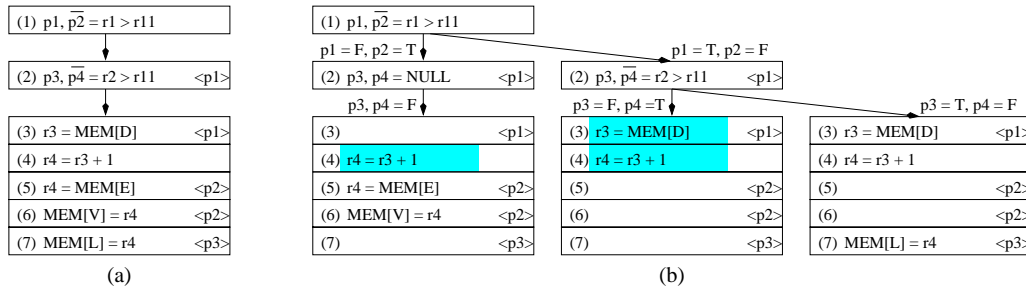 (1) p1, p2 = r1 > r11
(2) p3, p4 = r2 > r11 <p1>
(3) r3 = MEM[D] <p1>
(4) r4 = r3 + 1
(5) r4 = MEM[E] <p2>
(6) MEM[V] = r4 <p2>
(7) MEM[L] = r4 <p3>
(a)
(1) p1, p2 = r1 > r11
p1 = F, p2 = T
p1 = T, p2 = F
(2) p3, p4 = NULL <p1>
(2) p3, p4 = r2 > r11 <p1>
p3, p4 = F
p3 = F, p4 =T
p3 = T, p4 = F
(3) <p1>
(4) r4 = r3 + 1
(5) r4 = MEM[E] <p2>
(6) MEM[V] = r4 <p2>
(7) <p3>
(3) r3 = MEM[D] <p1>
(4) r4 = r3 + 1
(5) <p2>
(6) <p2>
(7) <p3>
(3) r3 = MEM[D] <p1>
(4) r4 = r3 + 1
(5) <p2>
(6) <p2>
(7) MEM[L] = r4 <p3>
(b)